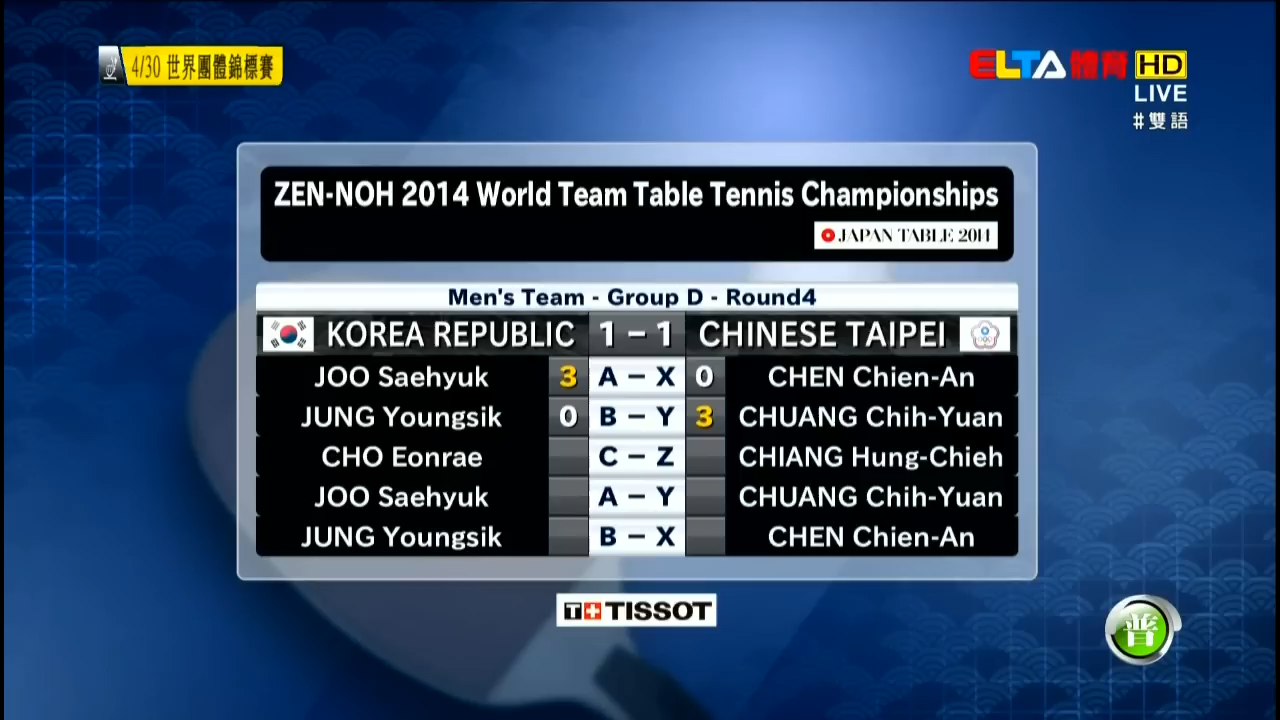 4/30 世界團體錦標賽
ELTA體育 HD
LIVE
#雙語
ZEN-NOH 2014 World Team Table Tennis Championships
JAPAN TABLE 2014
Men's Team - Group D - Round4
KOREA REPUBLIC 1 - 1 CHINESE TAIPEI
JOO Saehyuk 3 A - X 0 CHEN Chien-An
JUNG Youngsik 0 B - Y 3 CHUANG Chih-Yuan
CHO Eonrae C - Z CHIANG Hung-Chieh
JOO Saehyuk A - Y CHUANG Chih-Yuan
JUNG Youngsik B - X CHEN Chien-An
T+ TISSOT
普